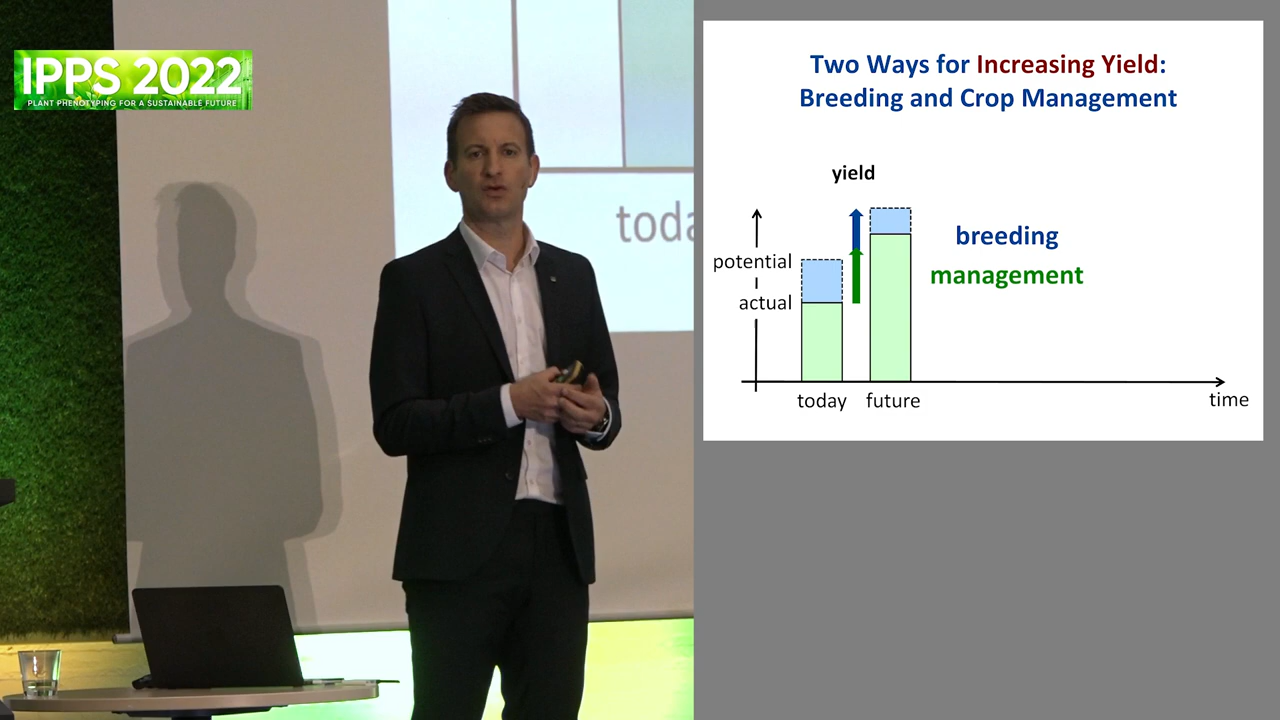 IPPS 2022
PLANT PHENOTYPING FOR A SUSTAINABLE FUTURE
toda
Two Ways for Increasing Yield:
Breeding and Crop Management
yield
potential
actual
breeding
management
today
future
time